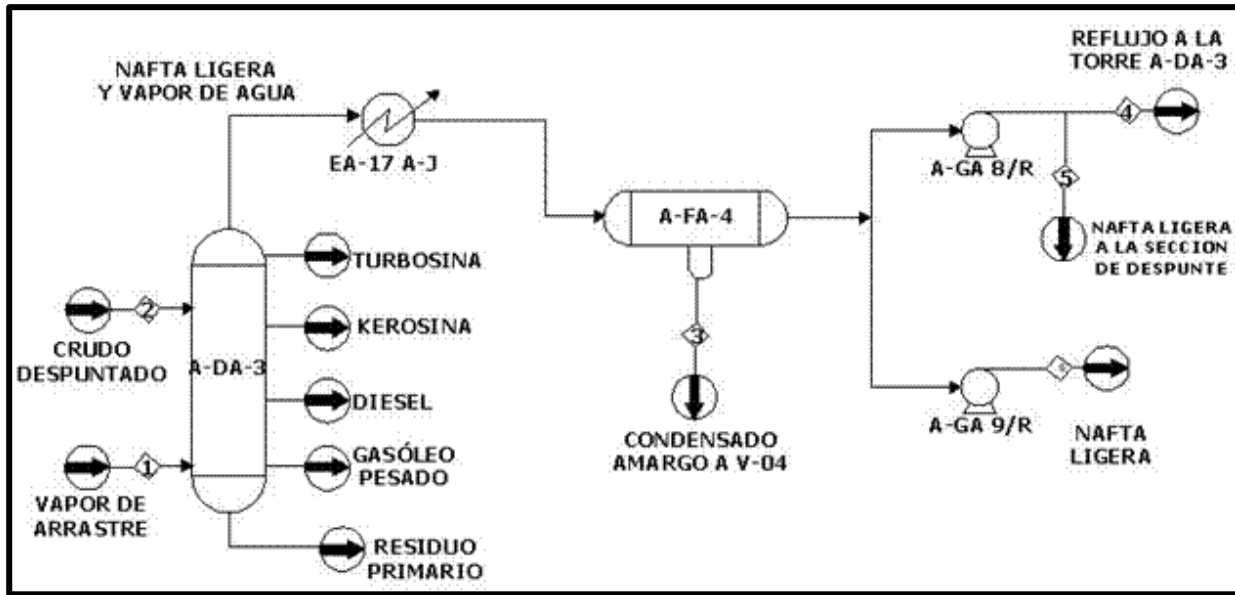 NAFTA LIGERA
Y VAPOR DE AGUA
EA-17 A-J
REFLUJO A LA
TORRE A-DA-3
4
A-GA 8/R
5
NAFTA LIGERA
A LA SECCION
DE DESPUNTE
A-FA-4
3
CONDENSADO
AMARGO A V-04
A-GA 9/R
NAFTA
LIGERA
2
CRUDO
DESPUNTADO
A-DA-3
1
VAPOR DE
ARRASTRE
TURBOSINA
KEROSINA
DIESEL
GASÓLEO
PESADO
RESIDUO
PRIMARIO